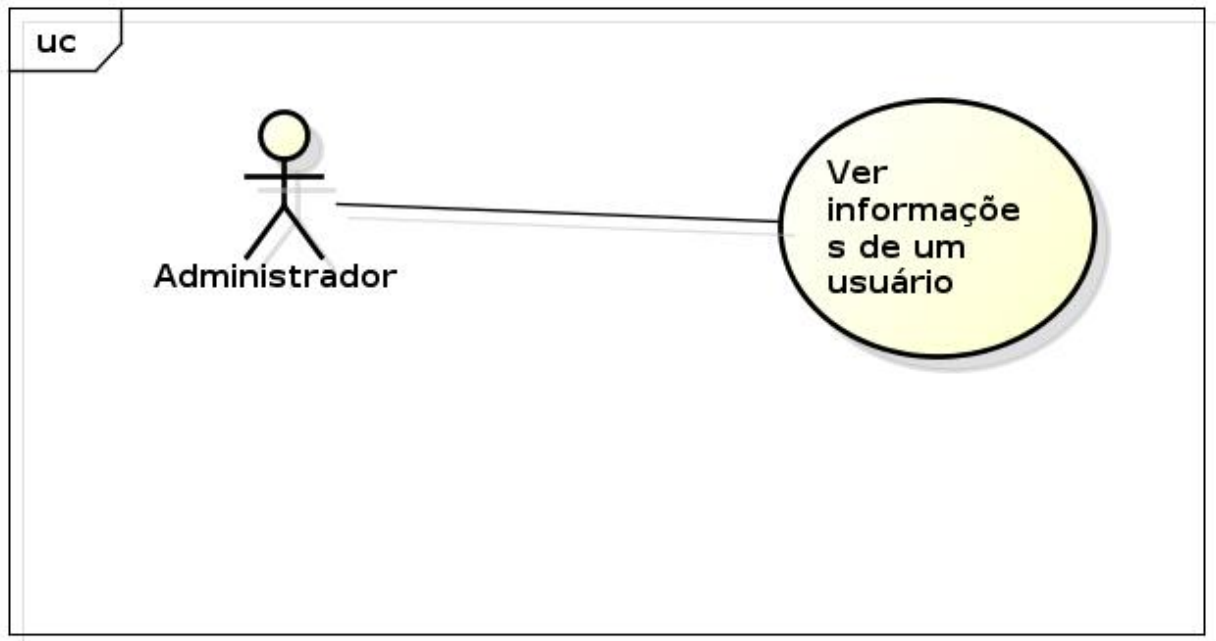 uc
Administrador
Ver
informaçõe
s de um
usuário